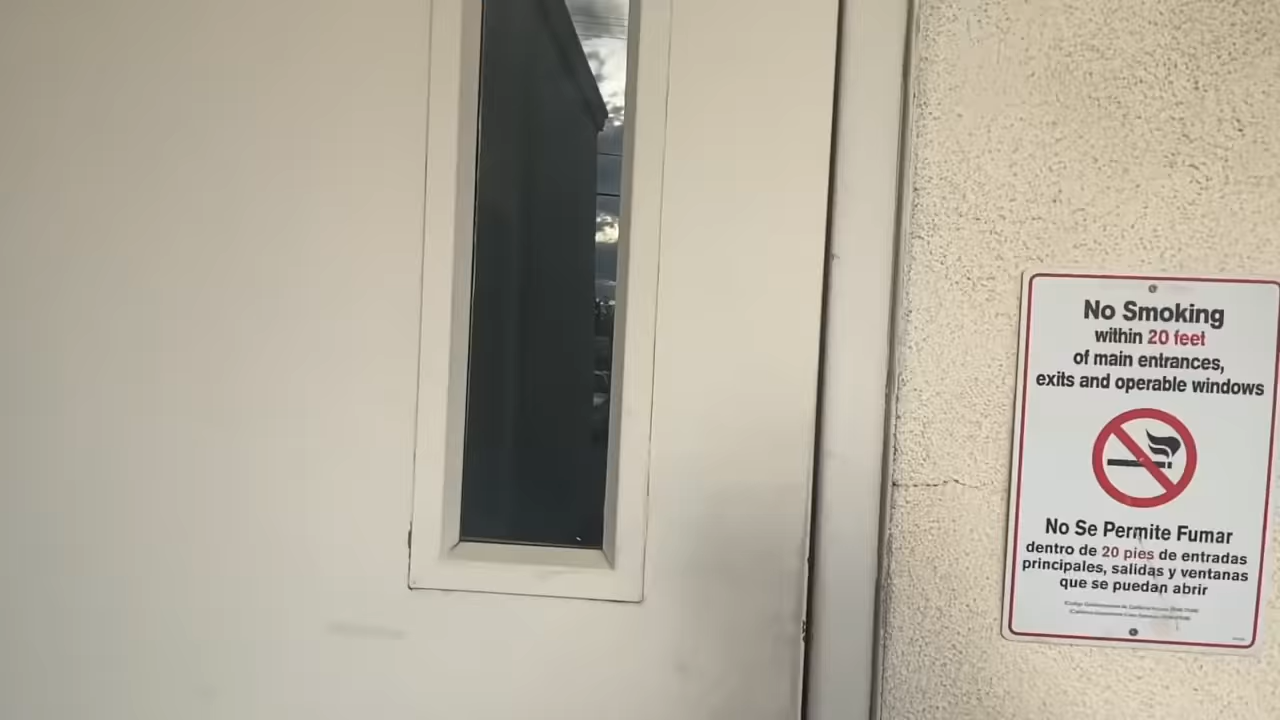 No Smoking
within 20 feet
of main entrances,
exits and operable windows
No Se Permite Fumar
dentro de 20 pies de entradas
principales, salidas y ventanas
que se puedan abrir